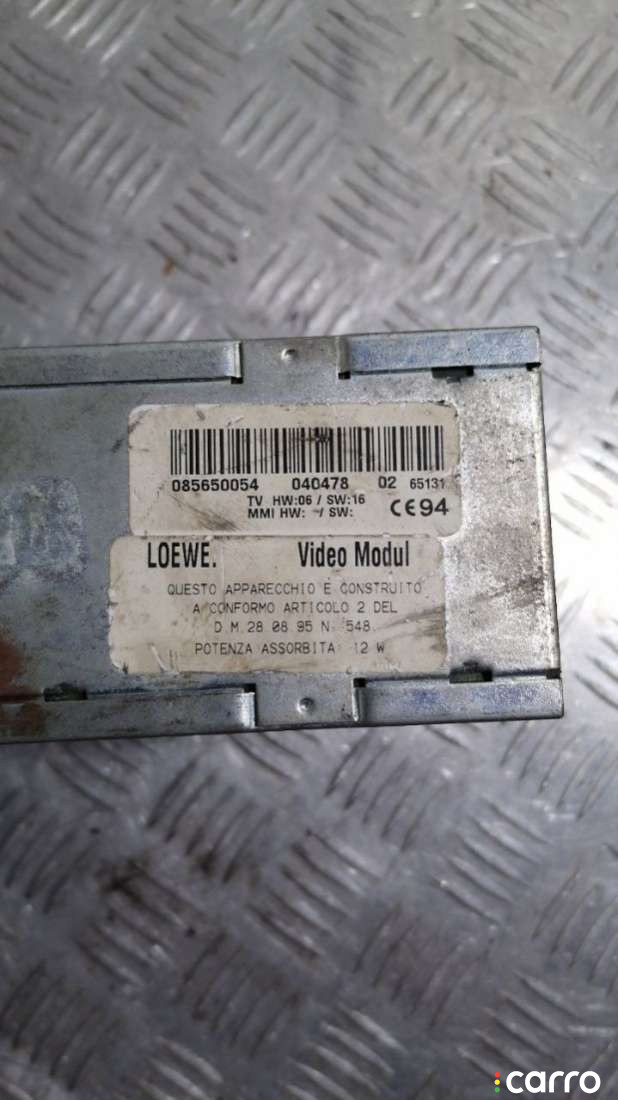 085650054 040478 02 65131
TV HW:06 / SW:16
MMI HW: - / SW: CE94
LOEWE. Video Modul
QUESTO APPARECCHIO E CONSTRUITO
A CONFORMO ARTICOLO 2 DEL
D.M.28 08 95 N. 548.
POTENZA ASSORBITA: 12 W
carro